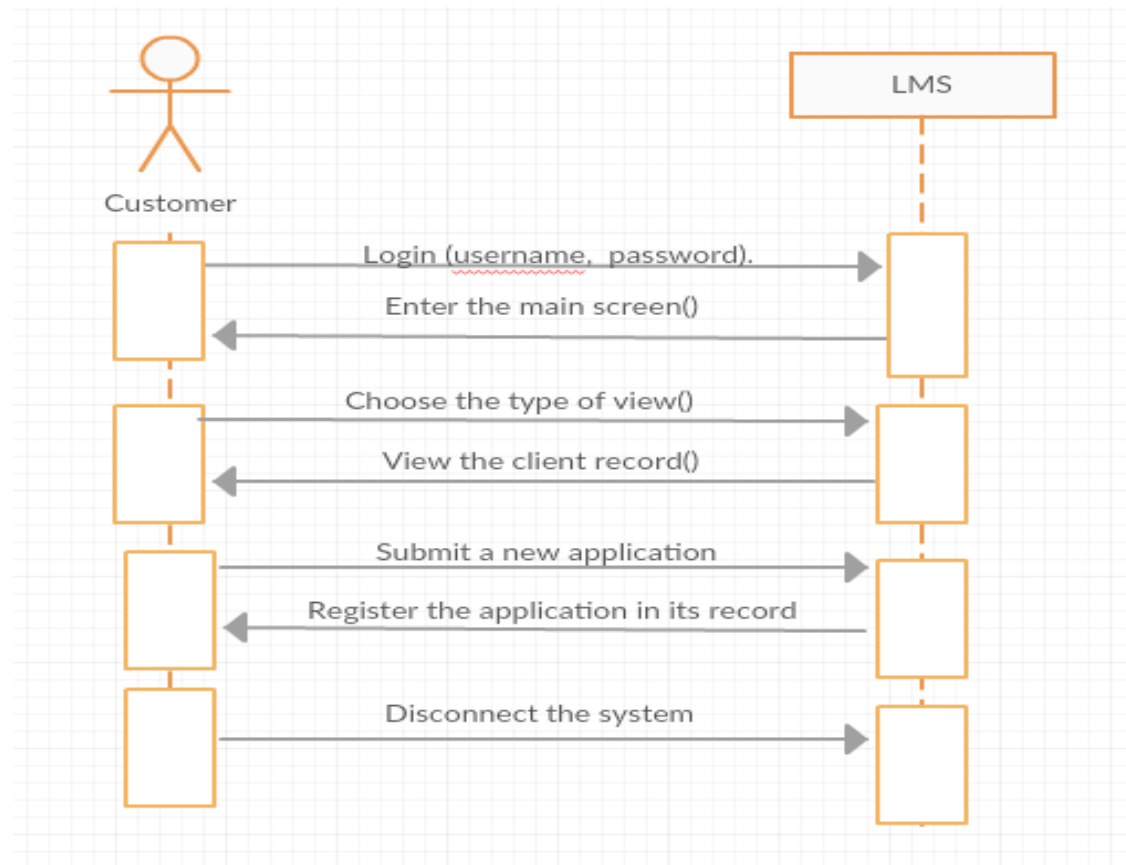 LMS
Customer
Login (username,  password).
Enter the main screen()
Choose the type of view()
View the client record()
Submit a new application
Register the application in its record
Disconnect the system